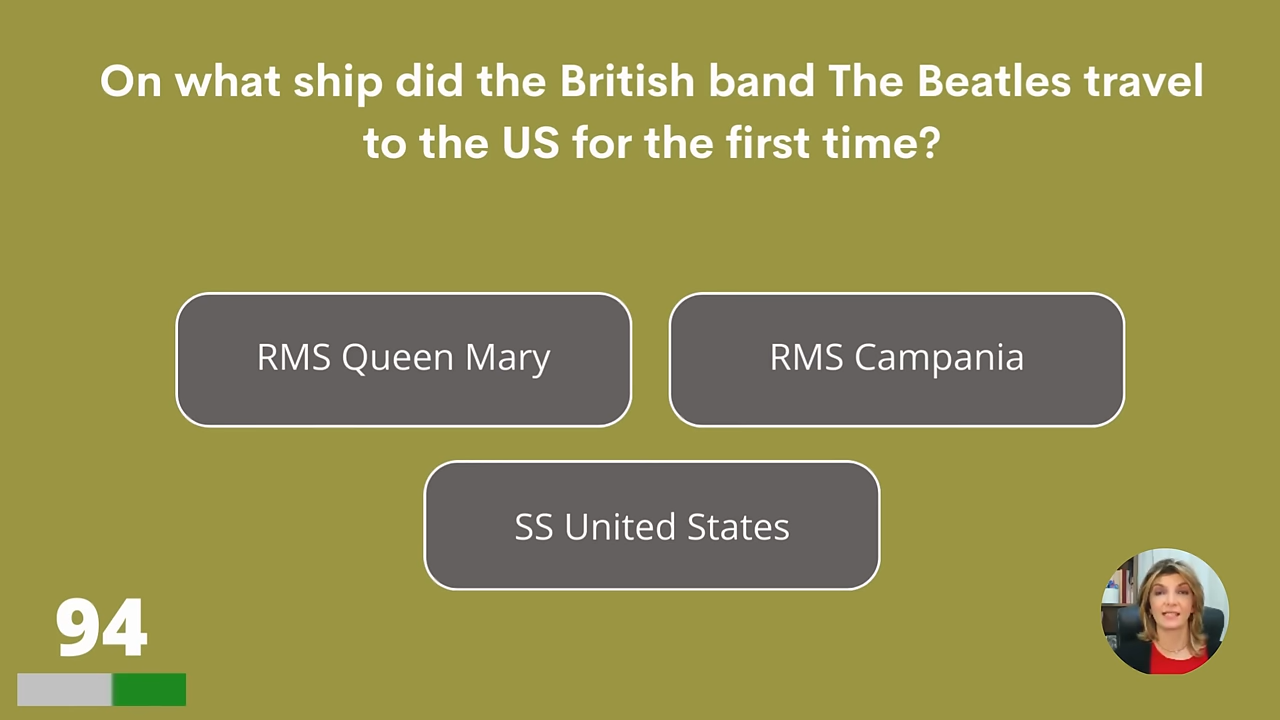 On what ship did the British band The Beatles travel
to the US for the first time?
RMS Queen Mary
RMS Campania
SS United States
94